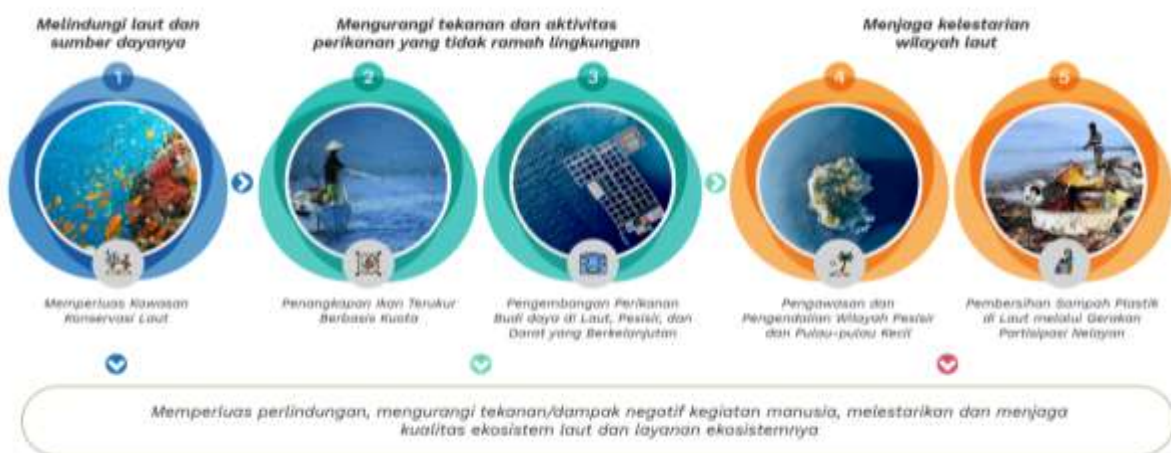 Melindungi laut dan
sumber dayanya
Mengurangi tekanan dan aktivitas
perikanan yang tidak ramah lingkungan
Menjaga kelestarian
wilayah laut
1
2
3
4
5
Memperluas Kawasan
Konservasi Laut
Penangkapan Ikan Terukur
Berbasis Kuota
Pengembangan Perikanan
Budi daya di Laut, Pesisir, dan
Darat yang Berkelanjutan
Pengawasan dan
Pengendalian Wilayah Pesisir
dan Pulau-pulau Kecil
Pembersihan Sampah Plastik
di Laut melalui Gerakan
Partisipasi Nelayan
Memperluas perlindungan, mengurangi tekanan/dampak negatif kegiatan manusia, melestarikan dan menjaga
kualitas ekosistem laut dan layanan ekosistemnya